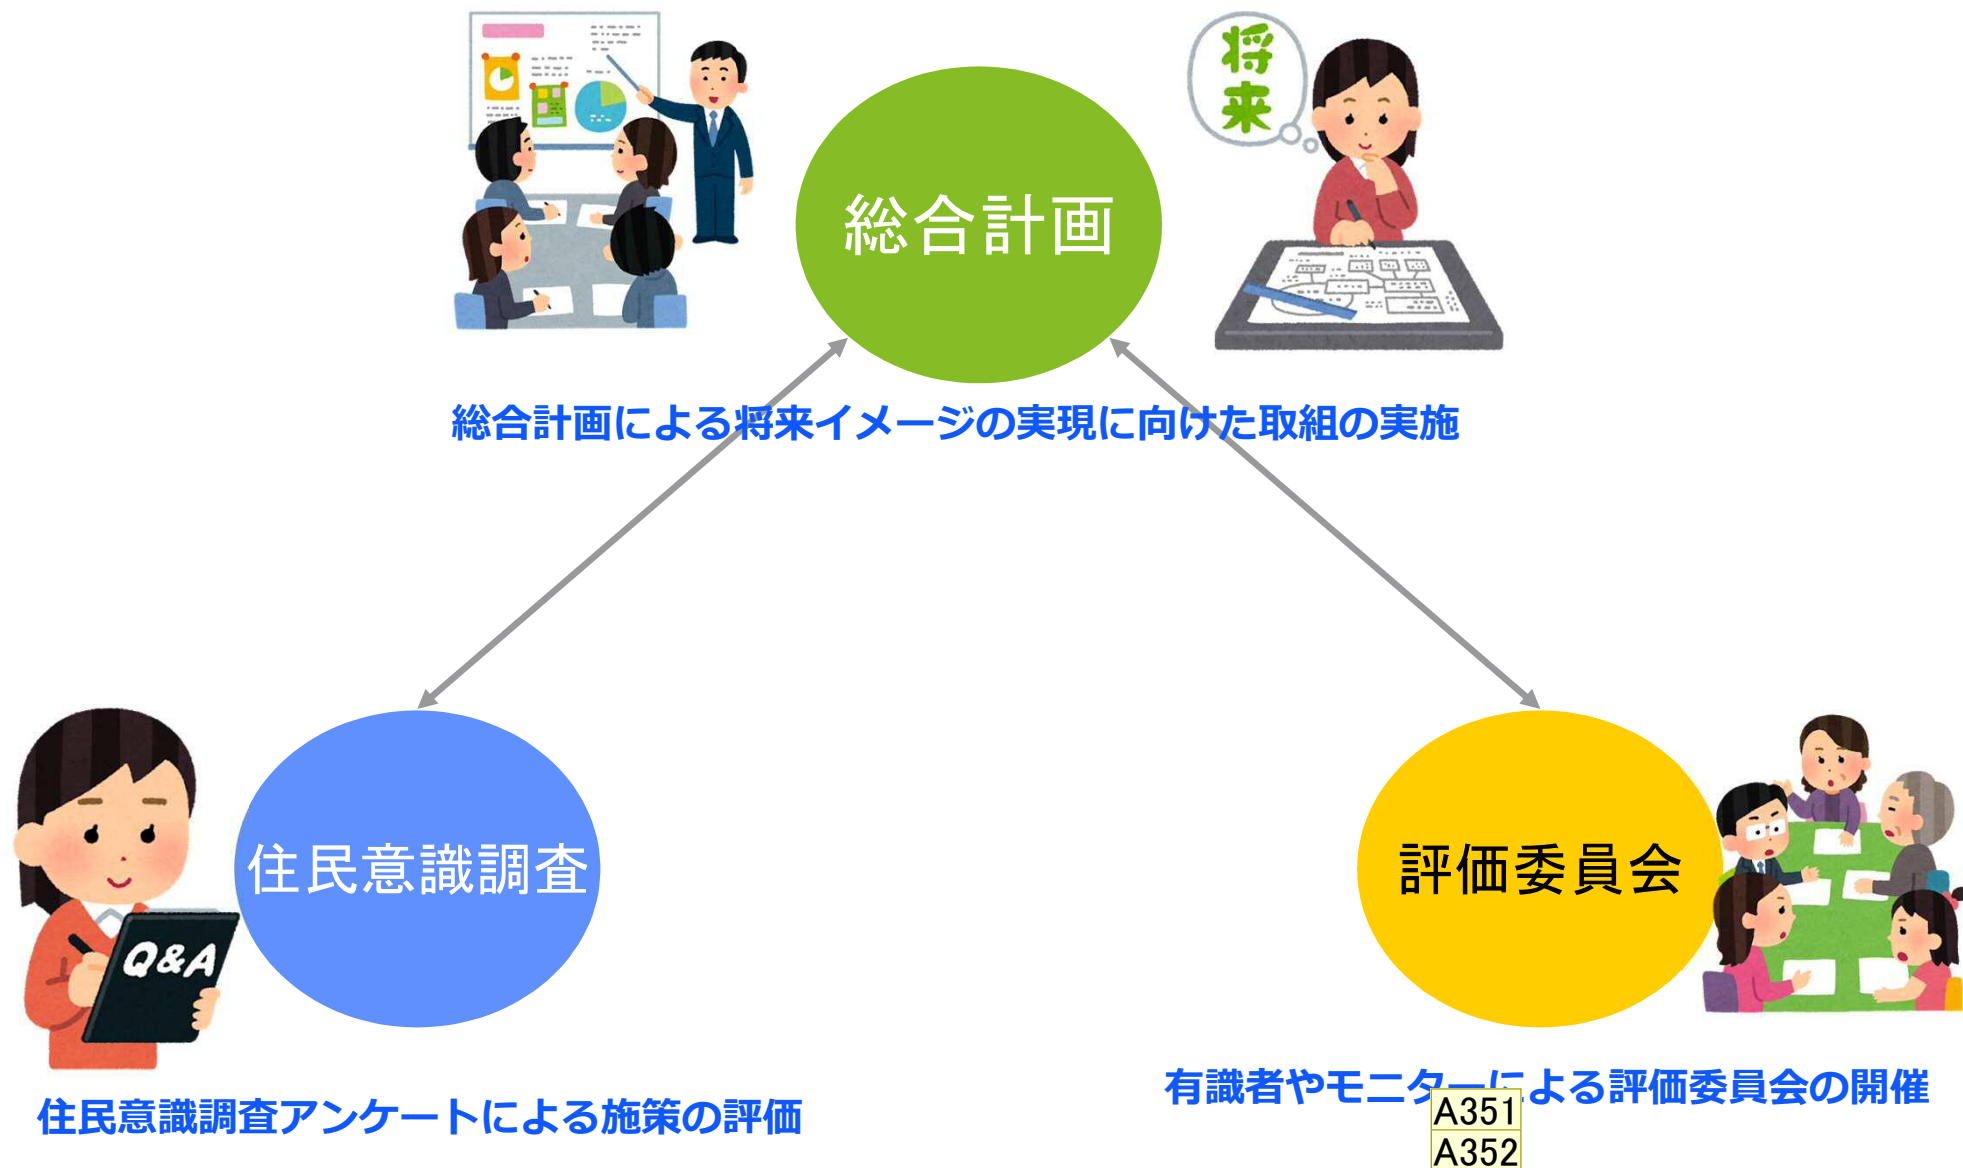 将来
総合計画
総合計画による将来イメージの実現に向けた取組の実施
住民意識調査
評価委員会
Q&A
有識者やモニターによる評価委員会の開催
住民意識調査アンケートによる施策の評価
A351
A352